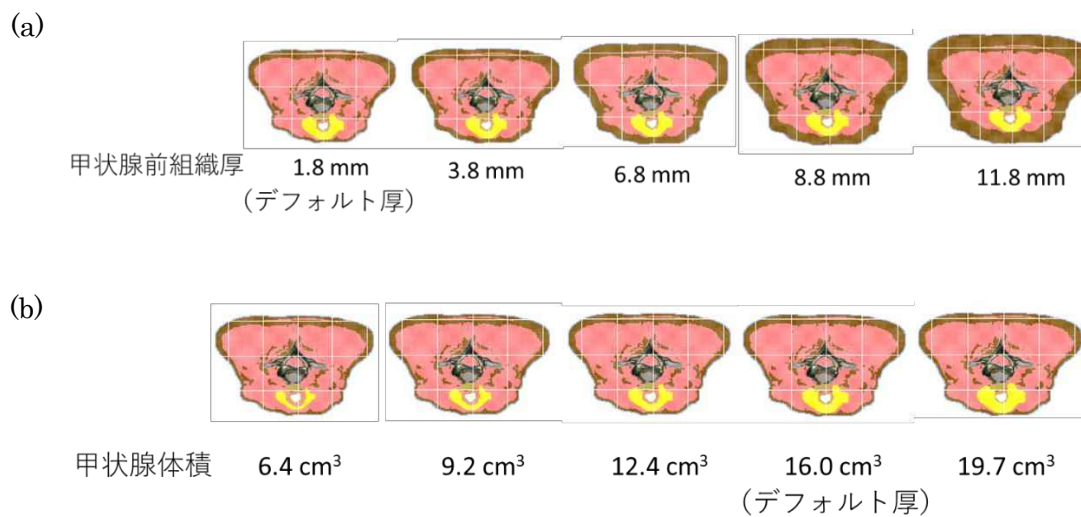 (a)
甲状腺前組織厚 1.8 mm 3.8 mm 6.8 mm 8.8 mm 11.8 mm
(デフォルト厚)
(b)
甲状腺体積 6.4 cm³ 9.2 cm³ 12.4 cm³ 16.0 cm³ 19.7 cm³
(デフォルト厚)